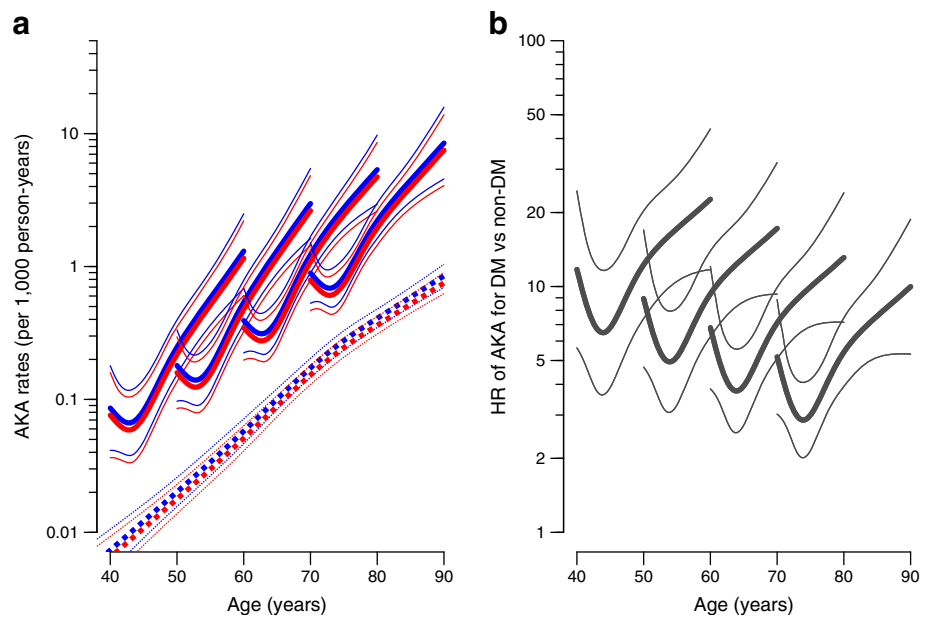 a
AKA rates (per 1,000 person-years)
10
1
0.1
0.01
40 50 60 70 80 90
Age (years)
b
HR of AKA for DM vs non-DM
100
50
20
10
5
2
1
40 50 60 70 80 90
Age (years)